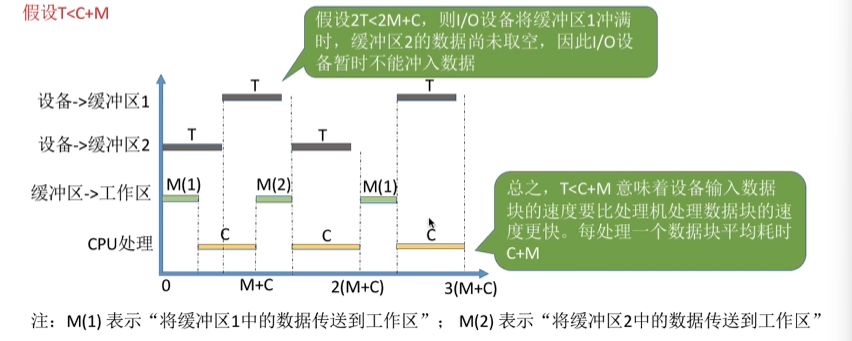 假设T<C+M
假设2T<2M+C，则I/O设备将缓冲区1冲满
时，缓冲区2的数据尚未取空，因此I/O设
备暂时不能冲入数据
设备->缓冲区1
T
T
设备->缓冲区2
T
T
缓冲区->工作区
M(1)
M(2)
M(1)
CPU处理
C
C
C
总之，T<C+M 意味着设备输入数据
块的速度要比处理机处理数据块的速
度更快。每处理一个数据块平均耗时
C+M
0
M+C
2(M+C)
3(M+C)
注：M(1) 表示“将缓冲区1中的数据传送到工作区”； M(2) 表示“将缓冲区2中的数据传送到工作区”